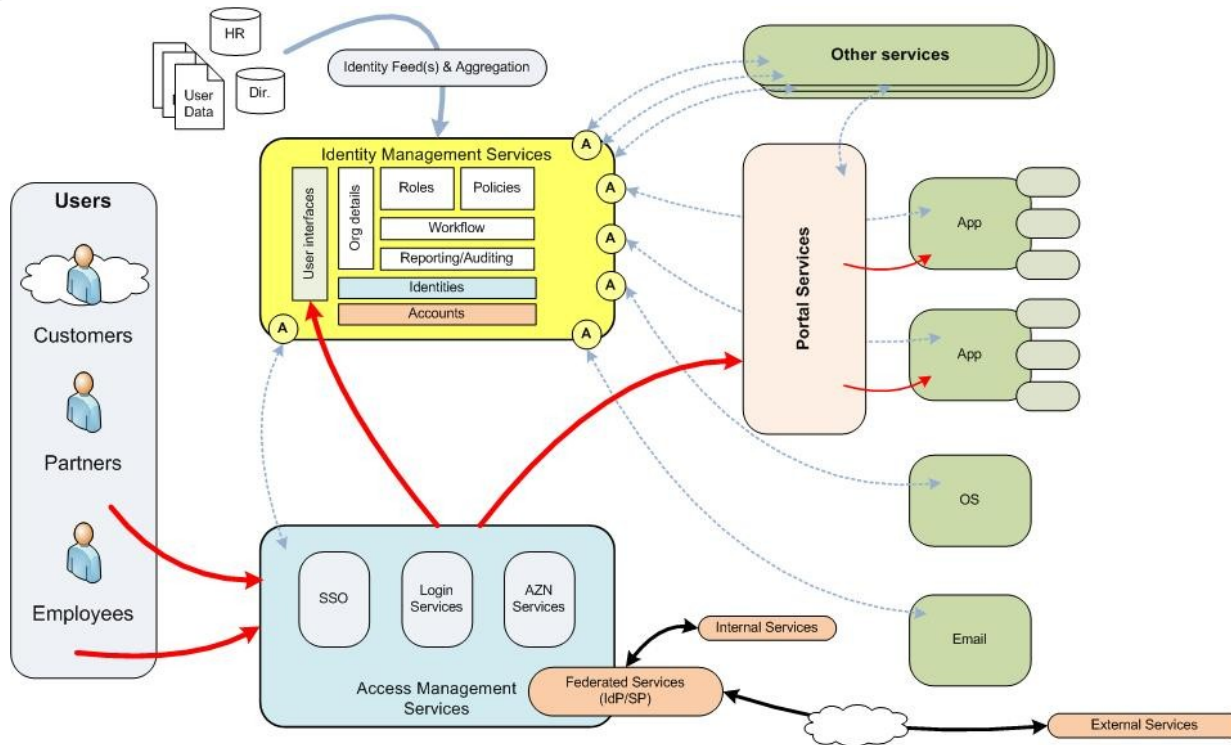 HR
Dir.
User
Data
Identity Feed(s) & Aggregation
Other services
A
Identity Management Services
User interfaces
Org details
Roles
Policies
Workflow
Reporting/Auditing
Identities
Accounts
A
A
A
A
A
Users
Customers
Partners
Employees
Portal Services
App
App
OS
Email
SSO
Login
Services
AZN
Services
Access Management
Services
Federated Services
(IdP/SP)
Internal Services
External Services